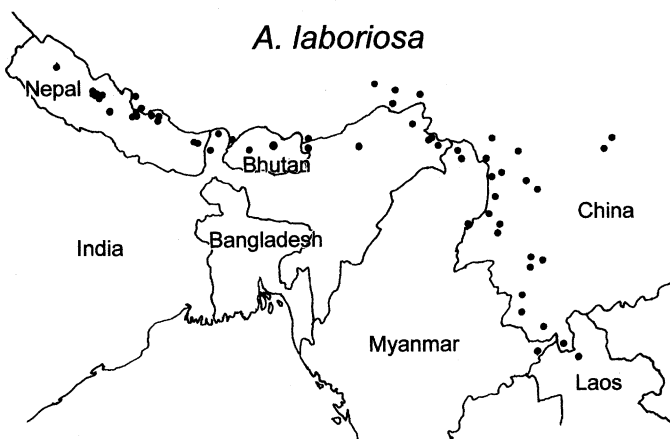 A. laboriosa
Nepal
Bhutan
China
India
Bangladesh
Myanmar
Laos